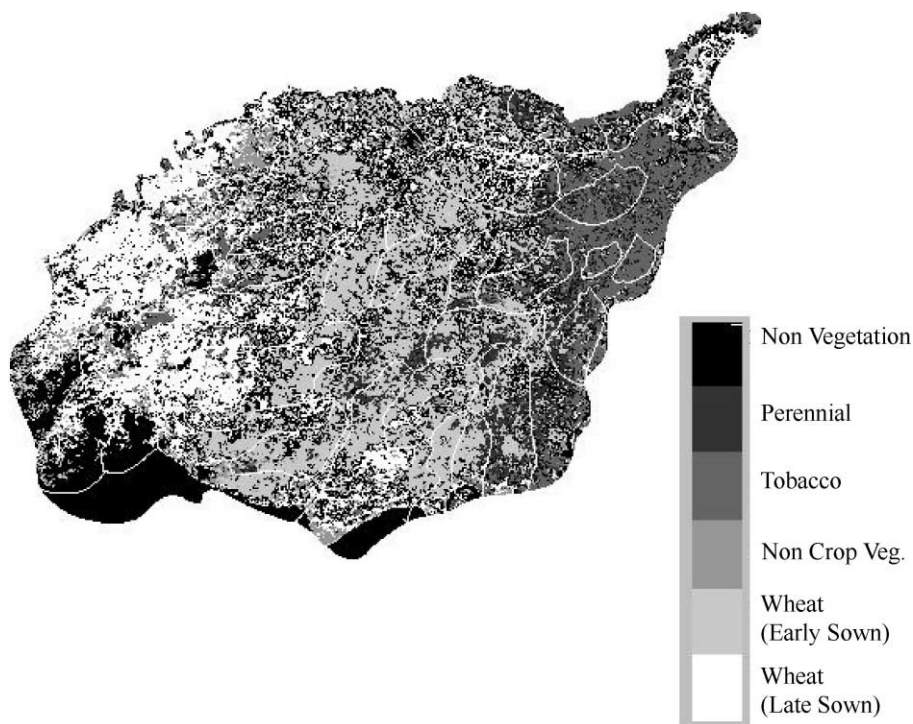 Non Vegetation
Perennial
Tobacco
Non Crop Veg.
Wheat
(Early Sown)
Wheat
(Late Sown)